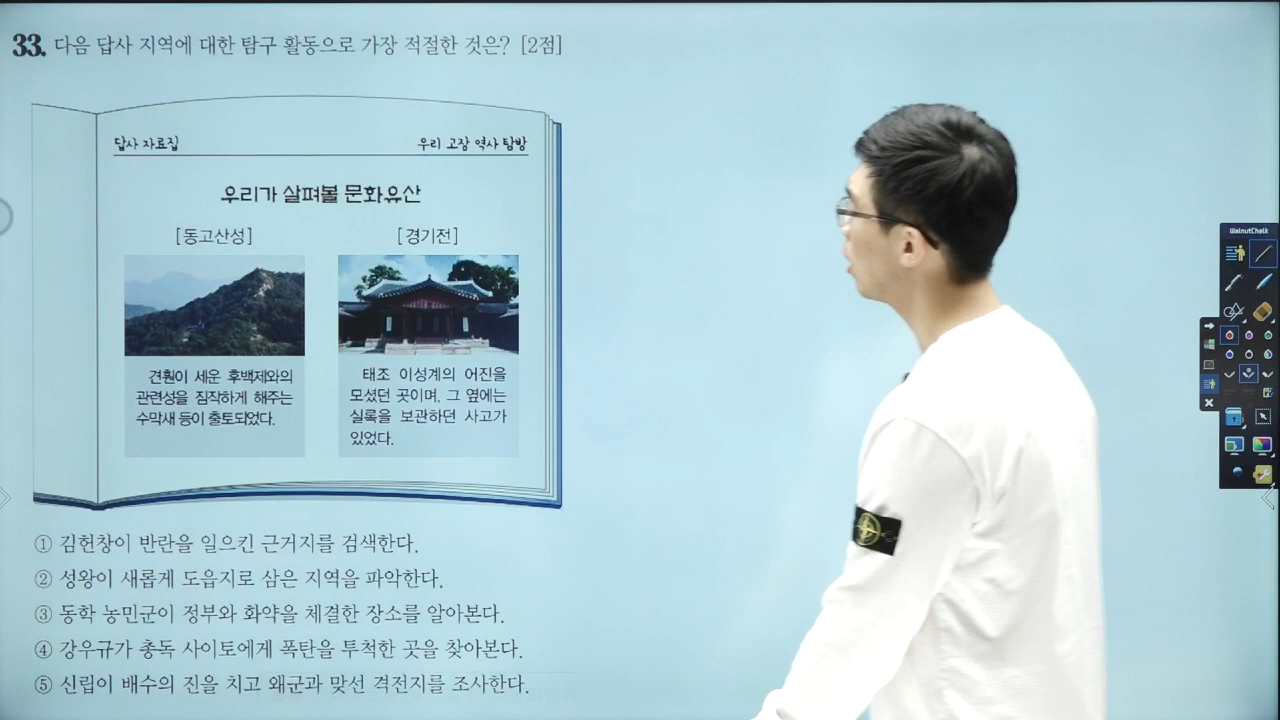 33. 다음 답사 지역에 대한 탐구 활동으로 가장 적절한 것은? [2점]
답사 자료집
우리 고장 역사 탐방
우리가 살펴볼 문화유산
[동고산성]
[경기전]
견훤이 세운 후백제와의
관련성을 짐작하게 해주는
수막새 등이 출토되었다.
태조 이성계의 어진을
모셨던 곳이며, 그 옆에는
실록을 보관하던 사고가
있었다.
① 김헌창이 반란을 일으킨 근거지를 검색한다.
② 성왕이 새롭게 도읍지로 삼은 지역을 파악한다.
③ 동학 농민군이 정부와 화약을 체결한 장소를 알아본다.
④ 강우규가 총독 사이토에게 폭탄을 투척한 곳을 찾아본다.
⑤ 신립이 배수의 진을 치고 왜군과 맞선 격전지를 조사한다.
WalnutChalk